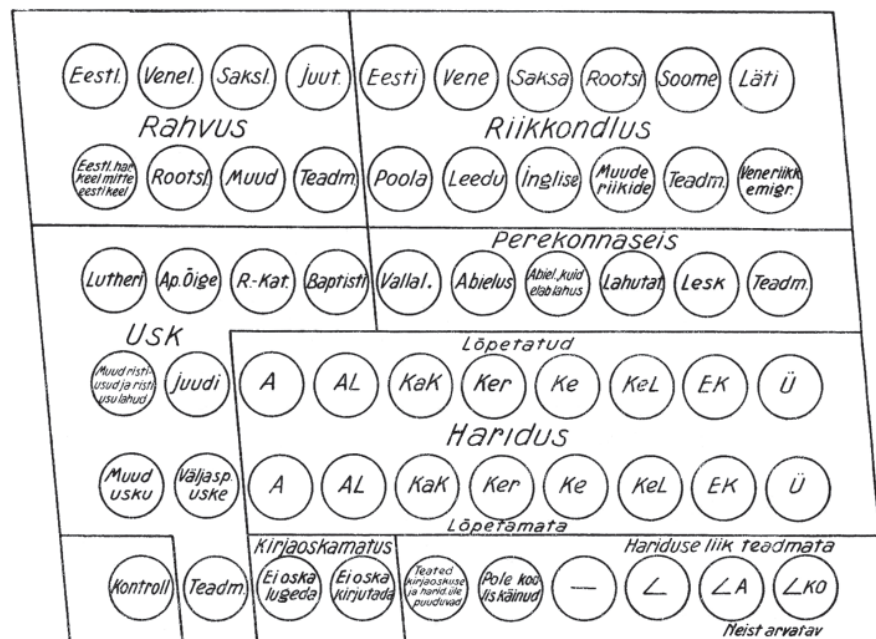 Eestl. Venel. Saksl. Juut. Eesti Vene Saksa Rootsi Soome Läti
Rahvus Riikkondlus
Eestl. har keel mitte eesti keel Rootsl. Muud Teadm. Poola Leedu Inglise Muude riikide Teadm. Vene riikk emigr.
Perekonnaseis
Lutheri Ap. Õige R.-Kat. Baptisti Vallal. Abielus Abiel., kuid elab lahus Lahutat. Lesk Teadm.
Usk Lõpetatud
Muud risti-usud ja risti usu lahud. Juudi A AL KaK Ker Ke KeL EK Ü
Haridus
Muud usku Väljasp. uske A AL KaK Ker Ke KeL EK Ü
Lõpetamata
Kirjaoskamatus Hariduse liik teadmata
Kontroll Teadm. Ei oska lugeda Ei oska kirjutada Teated kirjaoskuse ja harid. üle puuduvad Pole koo lis käinud — ∠ ∠A ∠KO
Neist arvatav